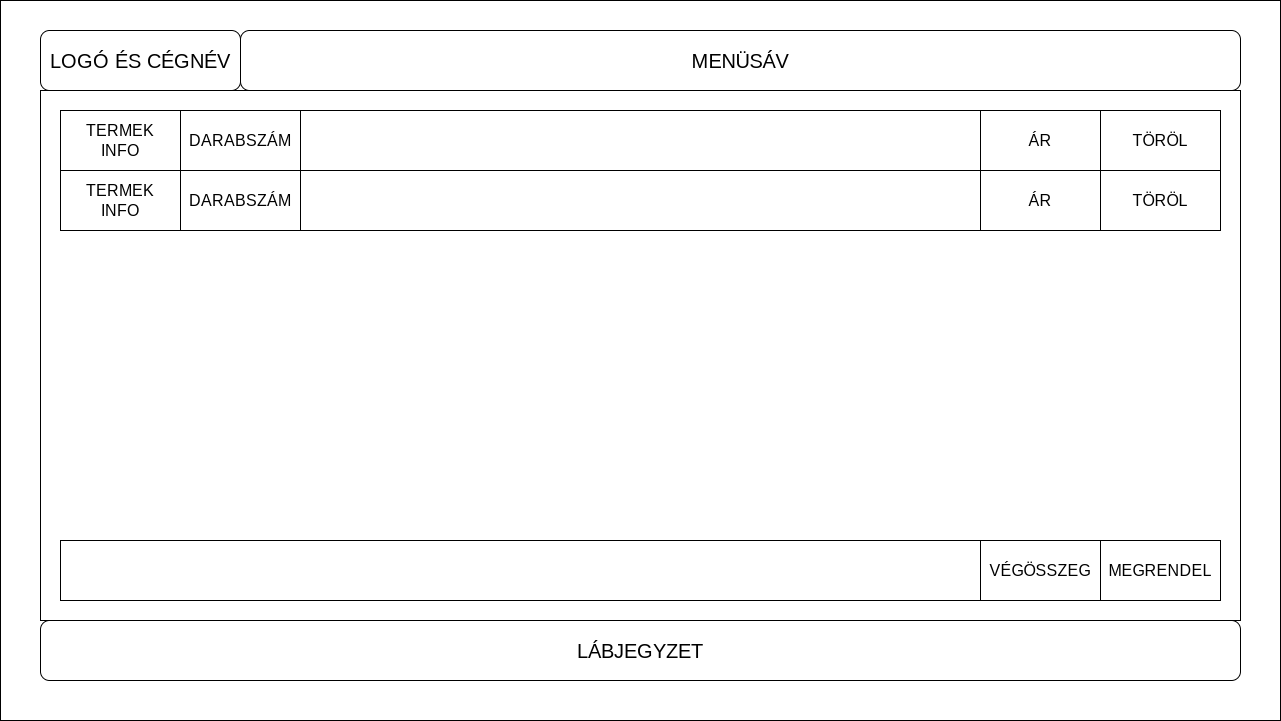 LOGÓ ÉS CÉGNÉV
MENÜSÁV
TERMEK
INFO
DARABSZÁM
ÁR
TÖRÖL
TERMEK
INFO
DARABSZÁM
ÁR
TÖRÖL
VÉGÖSSZEG
MEGRENDEL
LÁBJEGYZET